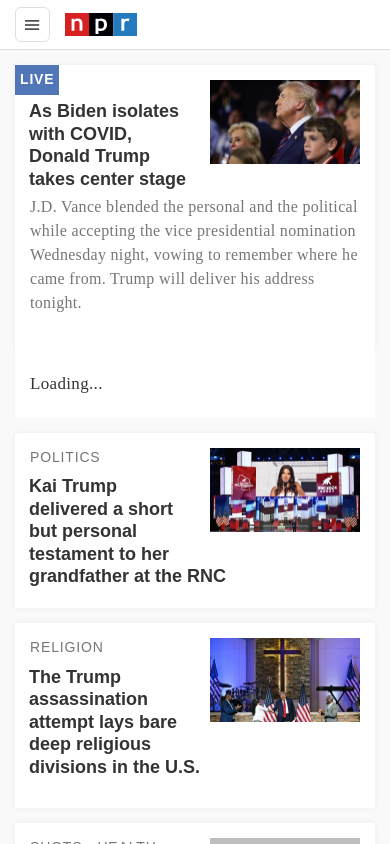 npr
LIVE
As Biden isolates
with COVID,
Donald Trump
takes center stage
J.D. Vance blended the personal and the political
while accepting the vice presidential nomination
Wednesday night, vowing to remember where he
came from. Trump will deliver his address
tonight.
Loading...
POLITICS
Kai Trump
delivered a short
but personal
testament to her
grandfather at the RNC
RELIGION
The Trump
assassination
attempt lays bare
deep religious
divisions in the U.S.